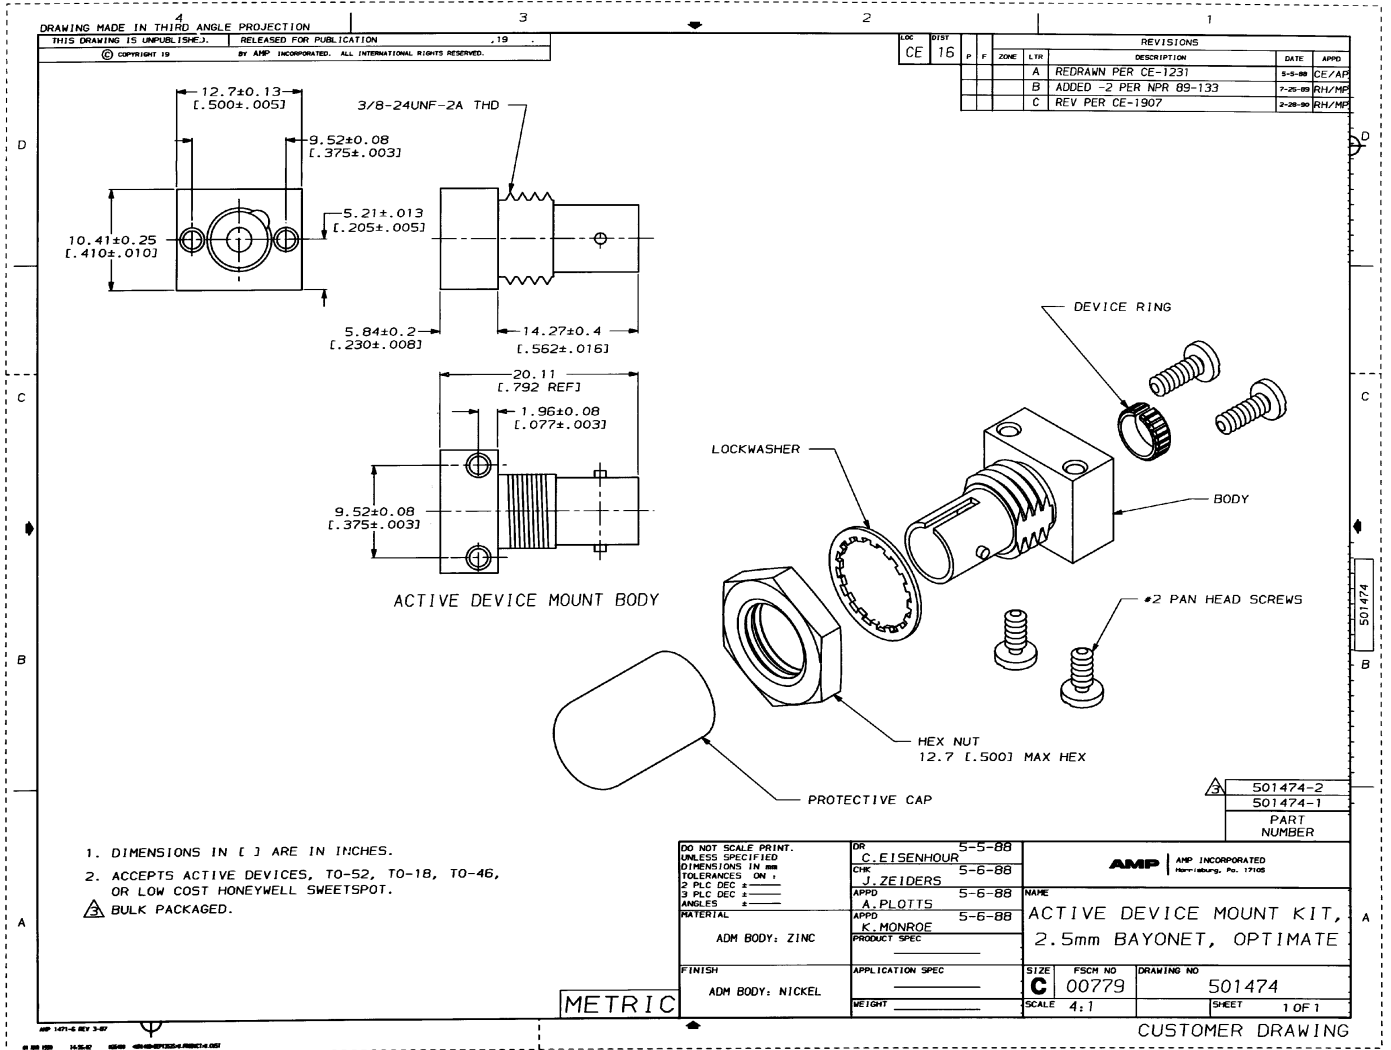 4 3 2 1
DRAWING MADE IN THIRD ANGLE PROJECTION
THIS DRAWING IS UNPUBLISHED. RELEASED FOR PUBLICATION ,19 .
© COPYRIGHT 19 BY AMP INCORPORATED. ALL INTERNATIONAL RIGHTS RESERVED.
LOC DIST
CE 16
REVISIONS
P F ZONE LTR DESCRIPTION DATE APPD
A REDRAWN PER CE-1231 5-5-88 CE/AP
B ADDED -2 PER NPR 89-133 7-25-89 RH/MP
C REV PER CE-1907 2-28-90 RH/MP
12.7±0.13
[.500±.005]
3/8-24UNF-2A THD
9.52±0.08
[.375±.003]
D D
5.21±.013
[.205±.005]
10.41±0.25
[.410±.010]
5.84±0.2
[.230±.008]
14.27±0.4
[.562±.016]
DEVICE RING
20.11
[.792 REF]
C C
1.96±0.08
[.077±.003]
LOCKWASHER
BODY
9.52±0.08
[.375±.003]
ACTIVE DEVICE MOUNT BODY
#2 PAN HEAD SCREWS
501474
B B
HEX NUT
12.7 [.500] MAX HEX
PROTECTIVE CAP
3 501474-2
501474-1
PART
NUMBER
1. DIMENSIONS IN [ ] ARE IN INCHES.
2. ACCEPTS ACTIVE DEVICES, TO-52, TO-18, TO-46,
OR LOW COST HONEYWELL SWEETSPOT.
3 BULK PACKAGED.
A A
DO NOT SCALE PRINT.
UNLESS SPECIFIED
DIMENSIONS IN mm
TOLERANCES ON :
2 PLC DEC ±
3 PLC DEC ±
ANGLES ±
MATERIAL
ADM BODY: ZINC
FINISH
ADM BODY: NICKEL
DR 5-5-88
C.EISENHOUR
CHK 5-6-88
J.ZEIDERS
APPD 5-6-88
A.PLOTTS
APPD 5-6-88
K.MONROE
PRODUCT SPEC
APPLICATION SPEC
WEIGHT
AMP AMP INCORPORATED
Harrisburg, Pa. 17105
NAME
ACTIVE DEVICE MOUNT KIT,
2.5mm BAYONET, OPTIMATE
SIZE FSCM NO DRAWING NO
C 00779 501474
SCALE 4:1 SHEET 1 OF 1
METRIC
CUSTOMER DRAWING
AMP 1471-6 REV 3-87